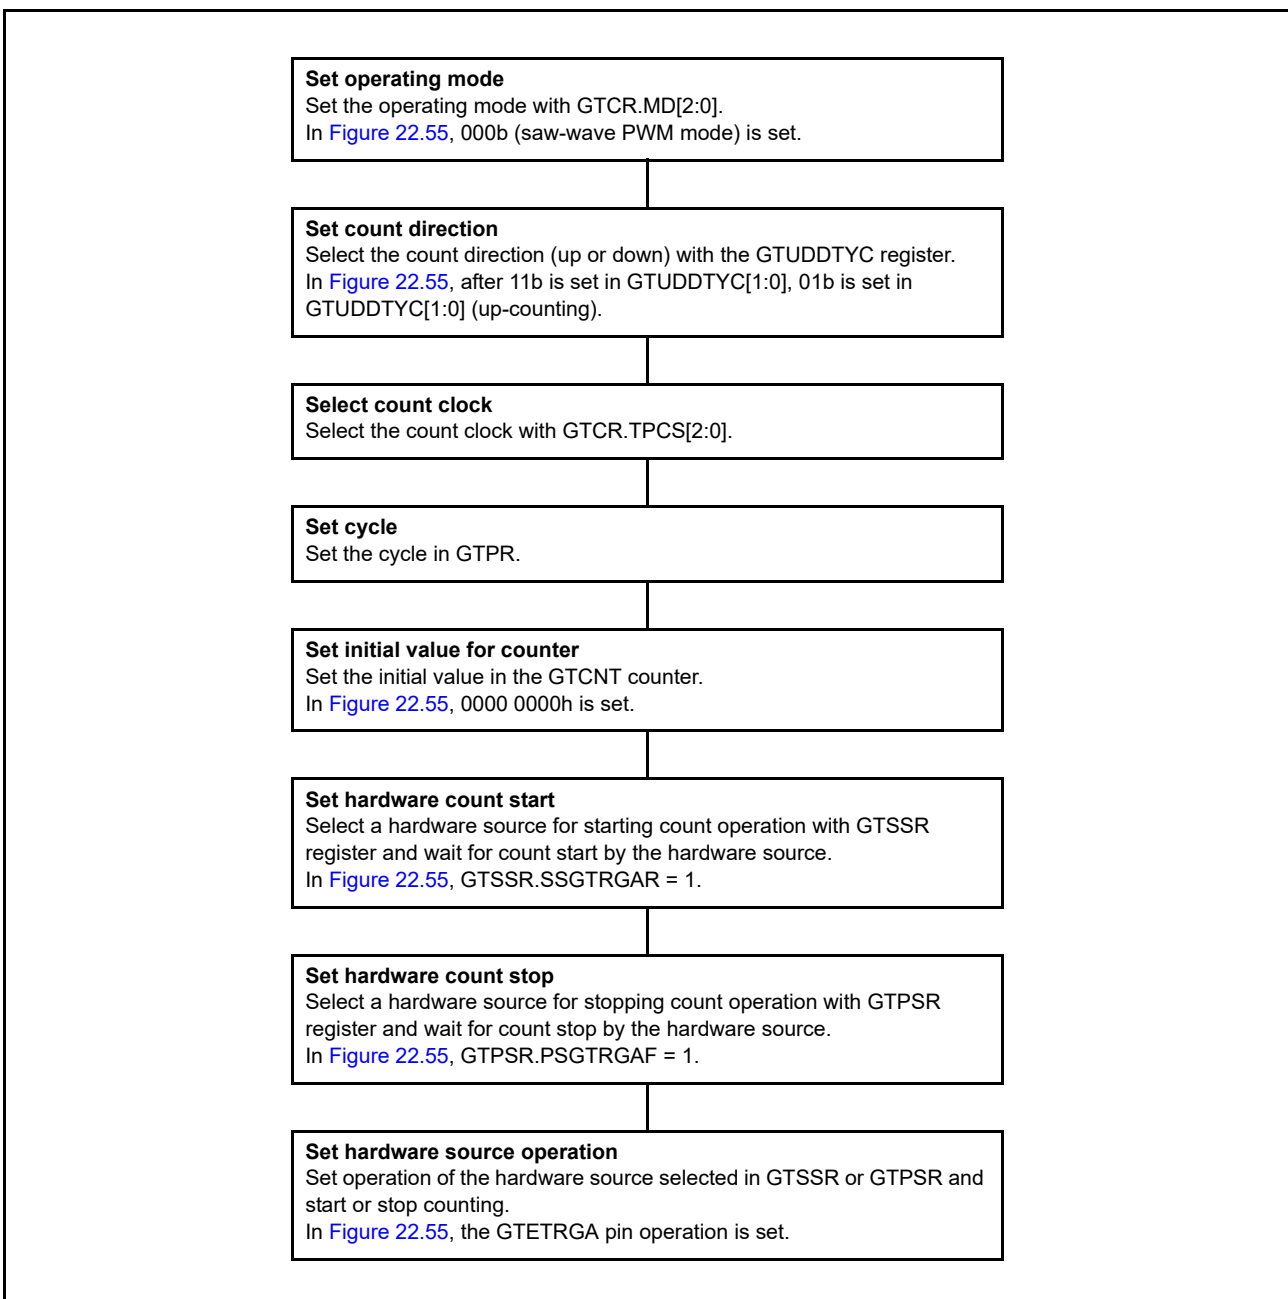 Set operating mode
Set the operating mode with GTCR.MD[2:0].
In Figure 22.55, 000b (saw-wave PWM mode) is set.
Set count direction
Select the count direction (up or down) with the GTUDDTYC register.
In Figure 22.55, after 11b is set in GTUDDTYC[1:0], 01b is set in
GTUDDTYC[1:0] (up-counting).
Select count clock
Select the count clock with GTCR.TPCS[2:0].
Set cycle
Set the cycle in GTPR.
Set initial value for counter
Set the initial value in the GTCNT counter.
In Figure 22.55, 0000 0000h is set.
Set hardware count start
Select a hardware source for starting count operation with GTSSR
register and wait for count start by the hardware source.
In Figure 22.55, GTSSR.SSGTRGAR = 1.
Set hardware count stop
Select a hardware source for stopping count operation with GTPSR
register and wait for count stop by the hardware source.
In Figure 22.55, GTPSR.PSGTRGAF = 1.
Set hardware source operation
Set operation of the hardware source selected in GTSSR or GTPSR and
start or stop counting.
In Figure 22.55, the GTETRGA pin operation is set.